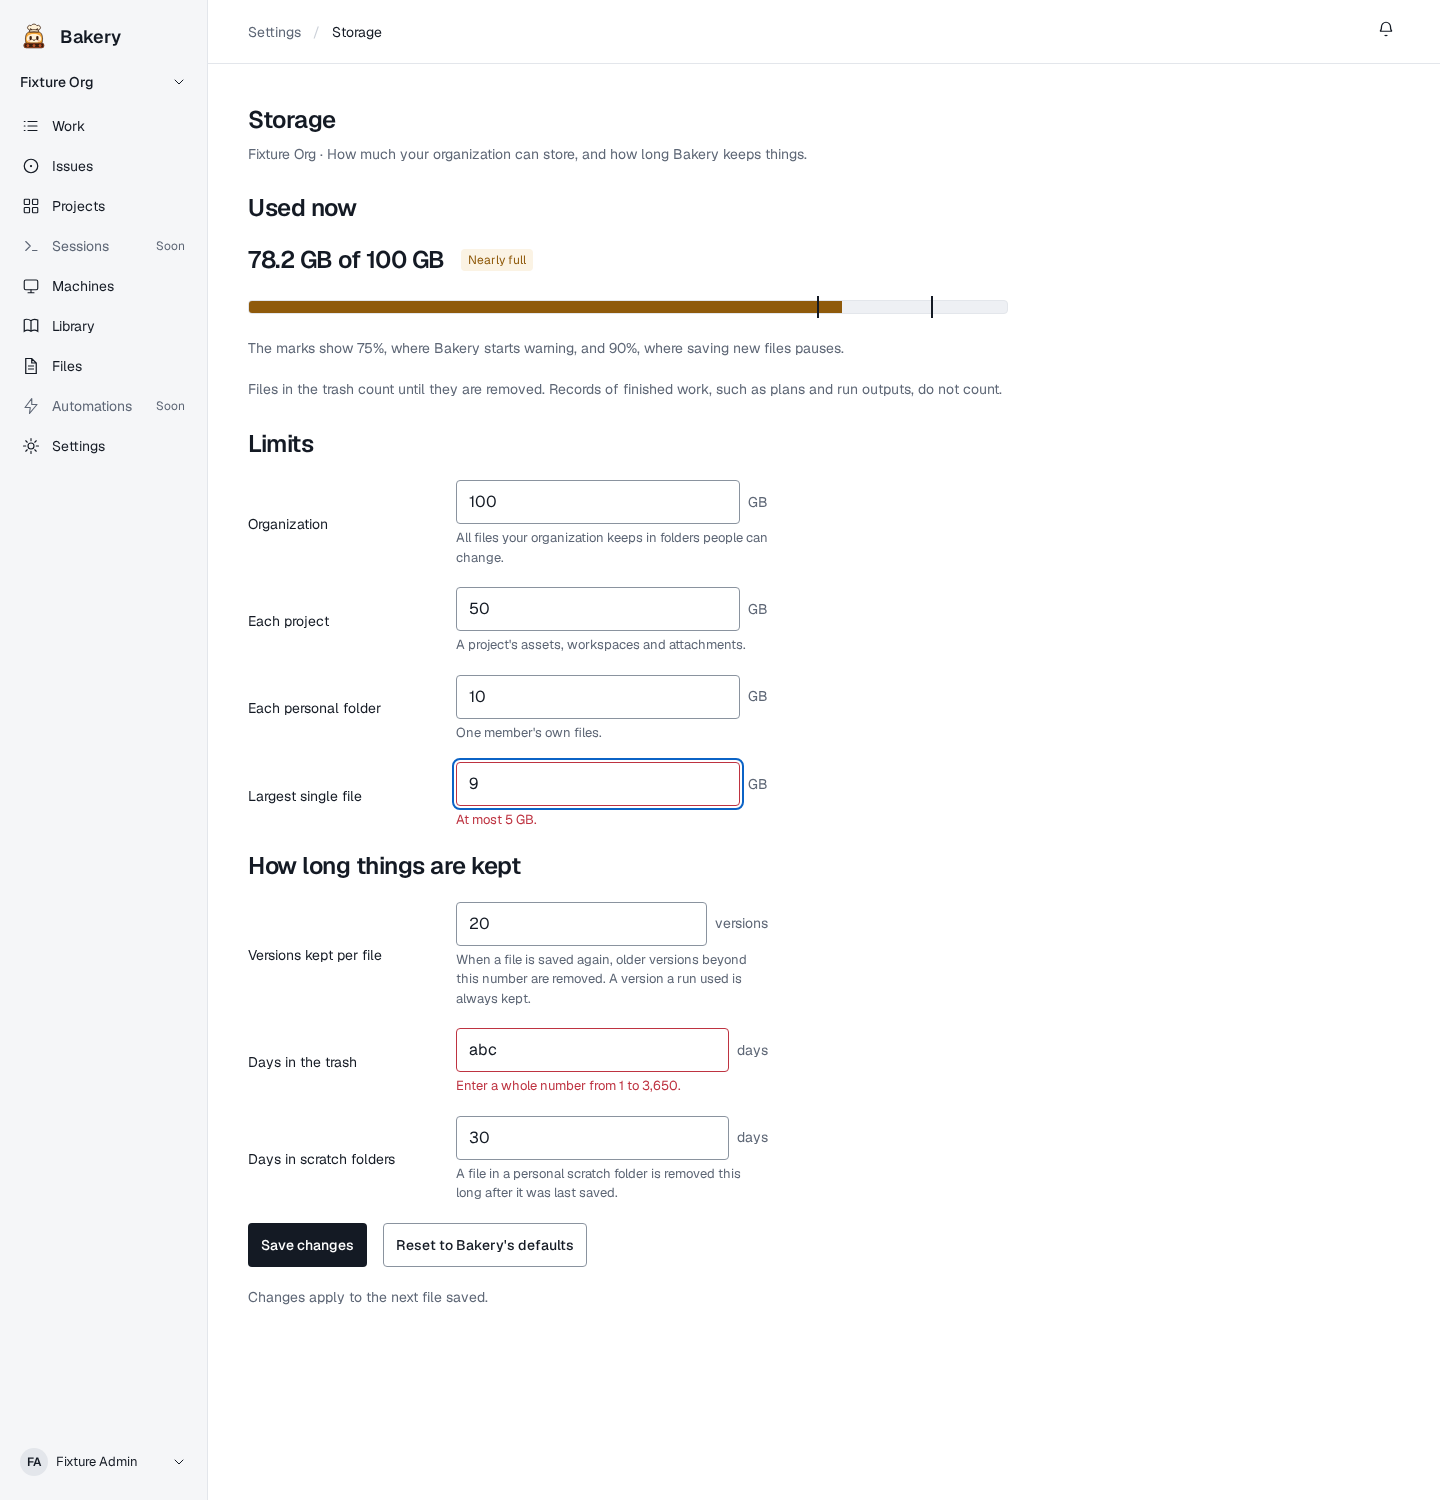 Bakery
Fixture Org
Work
Issues
Projects
Sessions Soon
Machines
Library
Files
Automations Soon
Settings
FA Fixture Admin
Settings / Storage
Storage
Fixture Org · How much your organization can store, and how long Bakery keeps things.
Used now
78.2 GB of 100 GB Nearly full
The marks show 75%, where Bakery starts warning, and 90%, where saving new files pauses.
Files in the trash count until they are removed. Records of finished work, such as plans and run outputs, do not count.
Limits
Organization
100 GB
All files your organization keeps in folders people can
change.
Each project
50 GB
A project's assets, workspaces and attachments.
Each personal folder
10 GB
One member's own files.
Largest single file
9 GB
At most 5 GB.
How long things are kept
Versions kept per file
20 versions
When a file is saved again, older versions beyond
this number are removed. A version a run used is
always kept.
Days in the trash
abc days
Enter a whole number from 1 to 3,650.
Days in scratch folders
30 days
A file in a personal scratch folder is removed this
long after it was last saved.
Save changes Reset to Bakery's defaults
Changes apply to the next file saved.